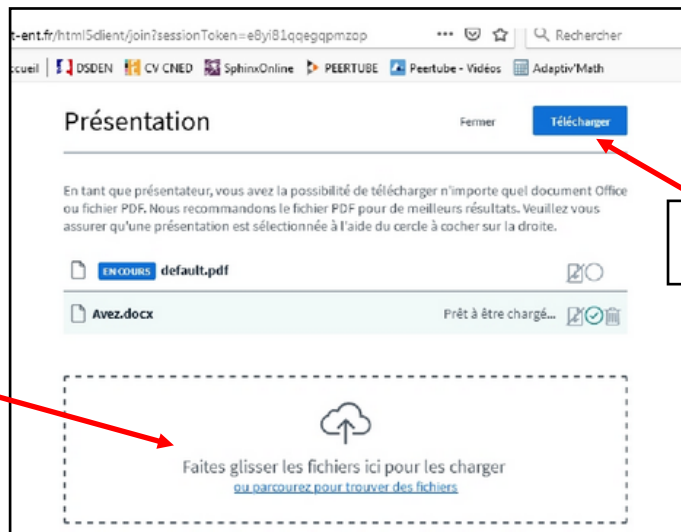 t-ent.fr/html5client/join?sessionToken=e8yi81qqegqpmzop ... Rechercher
ccueil DSDEN CV CNED SphinxOnline PEERTUBE Peertube - Vidéos Adaptiv'Math
Présentation Fermer Télécharger
En tant que présentateur, vous avez la possibilité de télécharger n'importe quel document Office
ou fichier PDF. Nous recommandons le fichier PDF pour de meilleurs résultats. Veuillez vous
assurer qu'une présentation est sélectionnée à l'aide du cercle à cocher sur la droite.
EN COURS default.pdf
Avez.docx Prêt à être chargé...
Faites glisser les fichiers ici pour les charger
ou parcourez pour trouver des fichiers